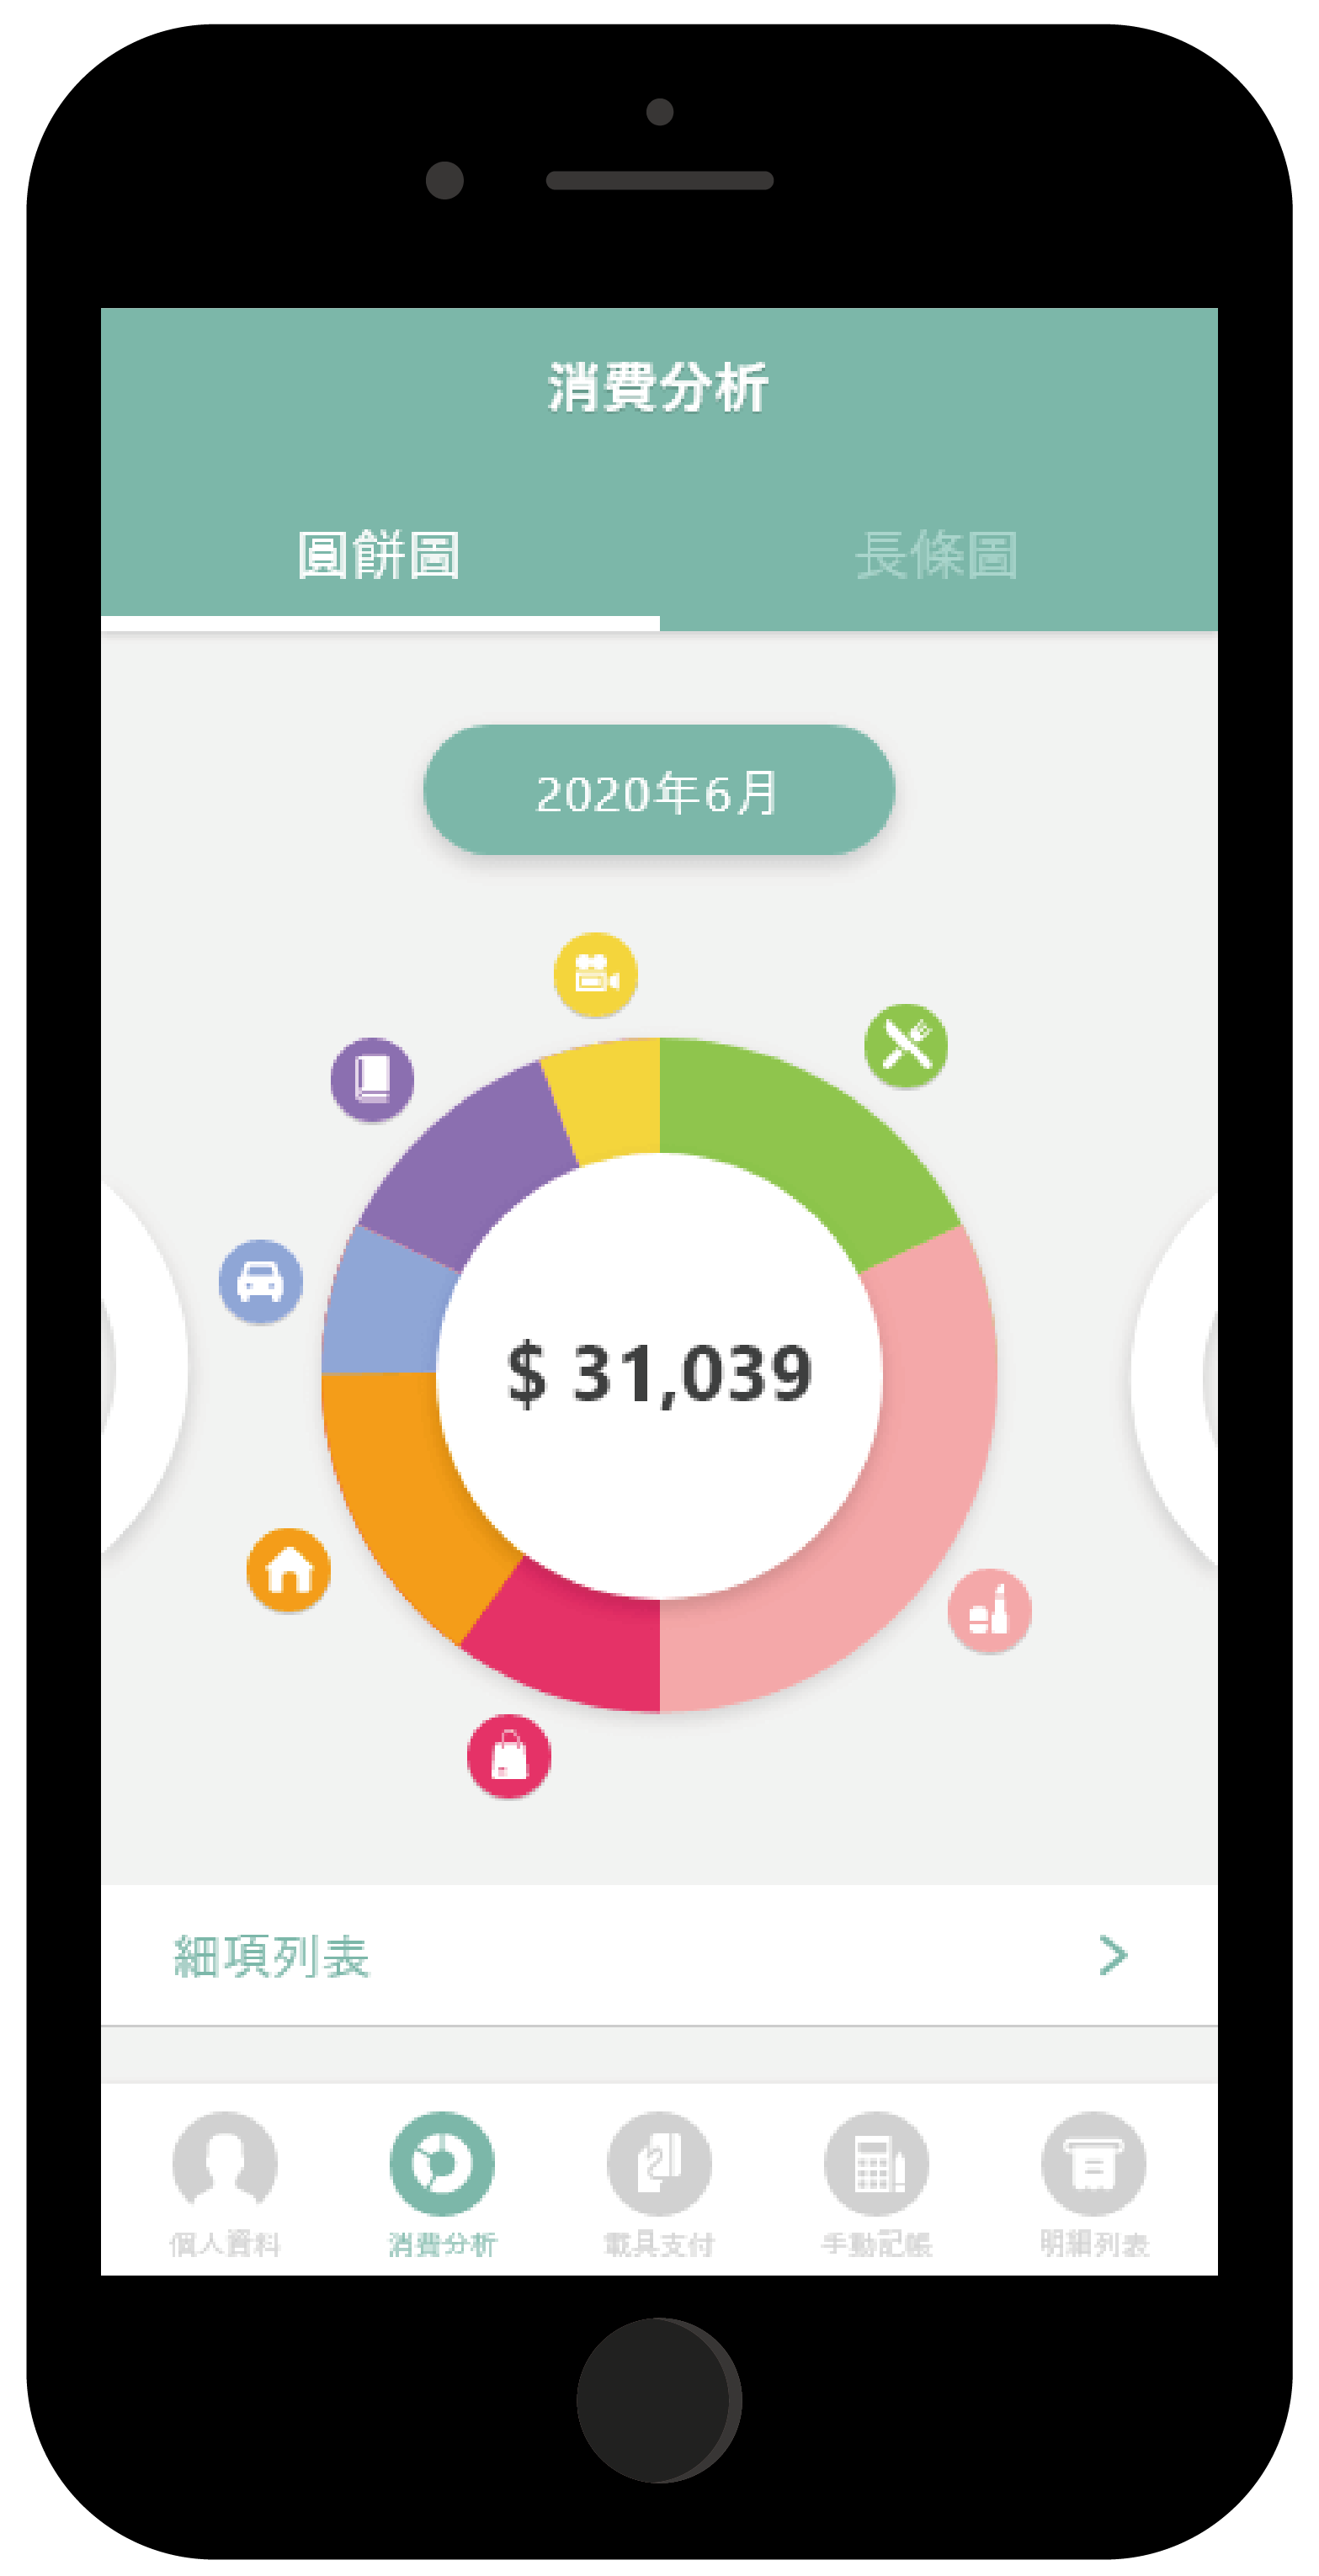 消費分析
圓餅圖
長條圖
2020年6月
$ 31,039
細項列表
個人資料
消費分析
載具支付
手動記帳
明細列表